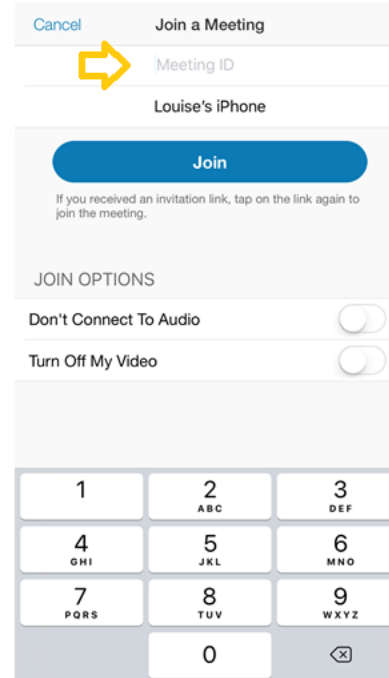 Cancel Join a Meeting
Meeting ID
Louise's iPhone
Join
If you received an invitation link, tap on the link again to
join the meeting.
JOIN OPTIONS
Don't Connect To Audio
Turn Off My Video
1 2 3
ABC DEF
4 5 6
GHI JKL MNO
7 8 9
PQRS TUV WXYZ
0